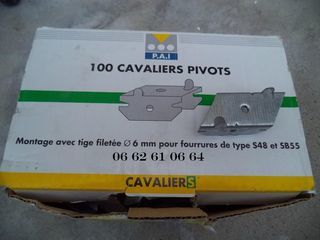 P.A.I
100 CAVALIERS PIVOTS
Montage avec tige filetée Ø 6 mm pour fourrures de type S48 et SB55
06 62 61 06 64
CAVALIERS